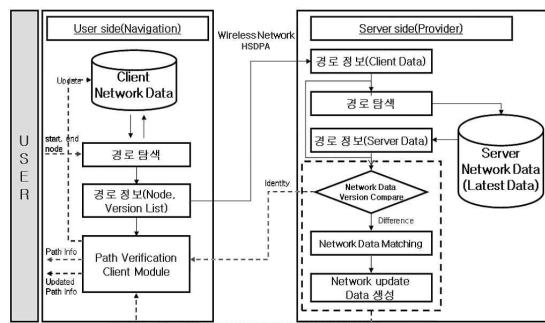 User side(Navigation)
Server side(Provider)
Wireless Network
HSDPA
USER
Update
Client
Network Data
start, end
node
경로 탐색
경로 정보(Node,
Version List)
Path Verification
Client Module
Path Info
Updated
Path Info
Identity
경로 정보(Client Data)
경로 탐색
경로 정보(Server Data)
Server
Network Data
(Latest Data)
Network Data
Version Compare
Difference
Network Data Matching
Network update
Data 생성